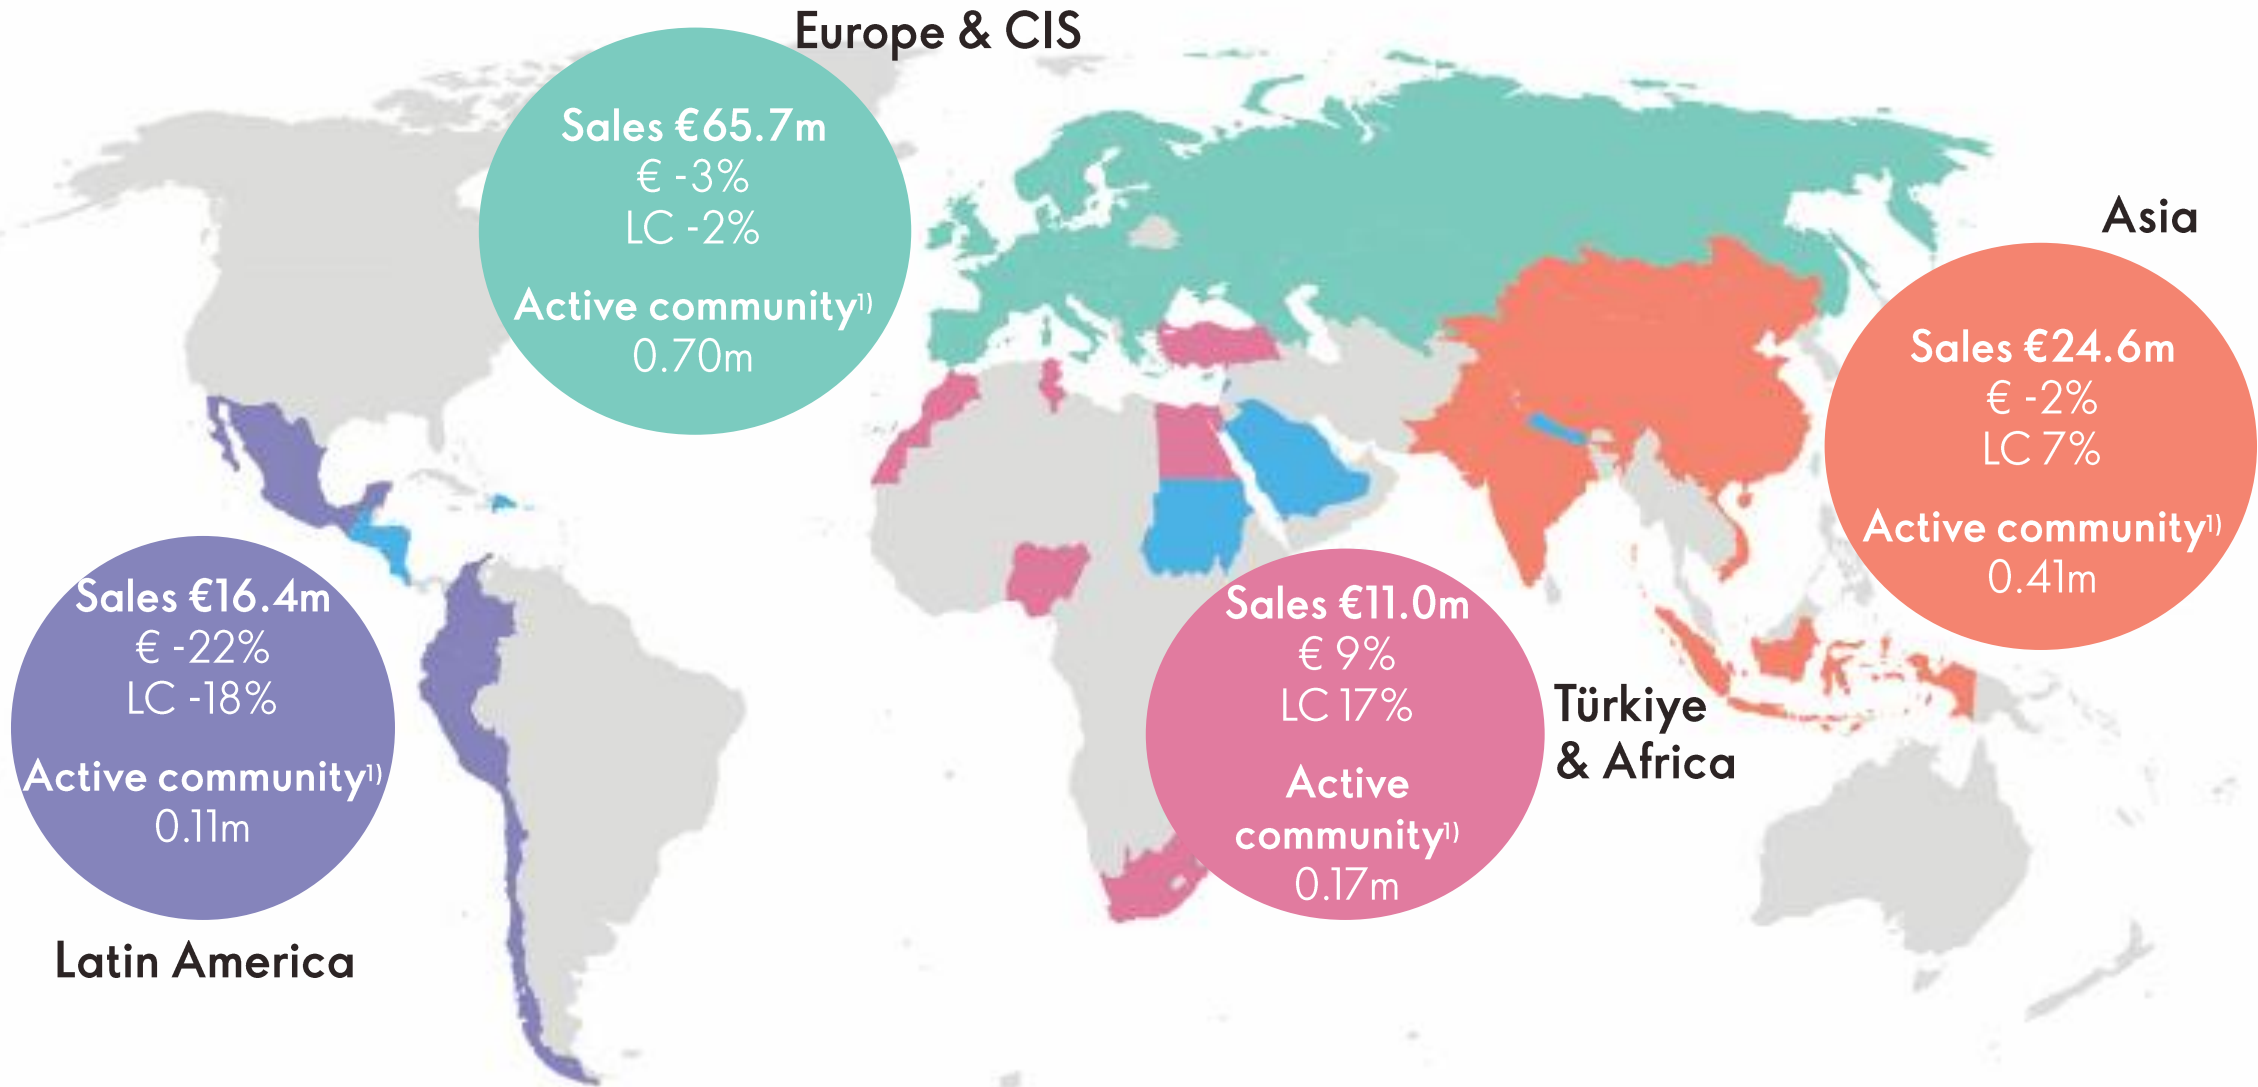 Europe & CIS
Sales €65.7m
€ -3%
LC -2%
Active community¹⁾
0.70m
Asia
Sales €24.6m
€ -2%
LC 7%
Active community¹⁾
0.41m
Sales €16.4m
€ -22%
LC -18%
Active community¹⁾
0.11m
Latin America
Sales €11.0m
€ 9%
LC 17%
Active
community¹⁾
0.17m
Türkiye
& Africa